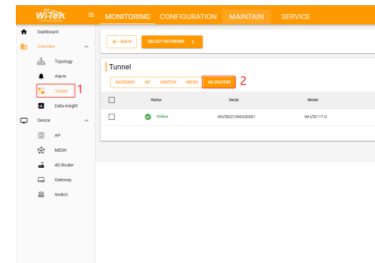 Wi-Tek
MONITORING CONFIGURATION MAINTAIN SERVICE
Dashboard
Overview
Topology
Alarm
Tunnel 1
Data Insight
Device
AP
MESH
4G Router
Gateway
Switch
← BACK SELECT NETWORK
Tunnel
GATEWAY AP SWITCH MESH 4G ROUTER 2
Status Serial Model
Online